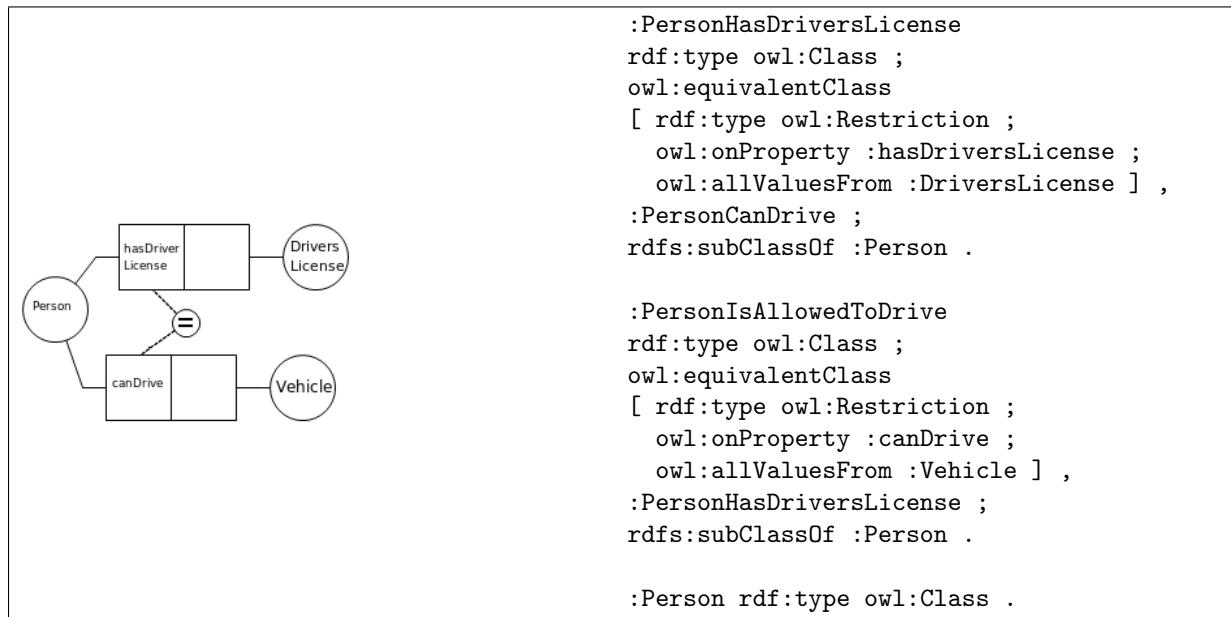 hasDriver
License
Drivers
License
Person
=
canDrive
Vehicle
:PersonHasDriversLicense
rdf:type owl:Class ;
owl:equivalentClass
[ rdf:type owl:Restriction ;
owl:onProperty :hasDriversLicense ;
owl:allValuesFrom :DriversLicense ] ,
:PersonCanDrive ;
rdfs:subClassOf :Person .
:PersonIsAllowedToDrive
rdf:type owl:Class ;
owl:equivalentClass
[ rdf:type owl:Restriction ;
owl:onProperty :canDrive ;
owl:allValuesFrom :Vehicle ] ,
:PersonHasDriversLicense ;
rdfs:subClassOf :Person .
:Person rdf:type owl:Class .